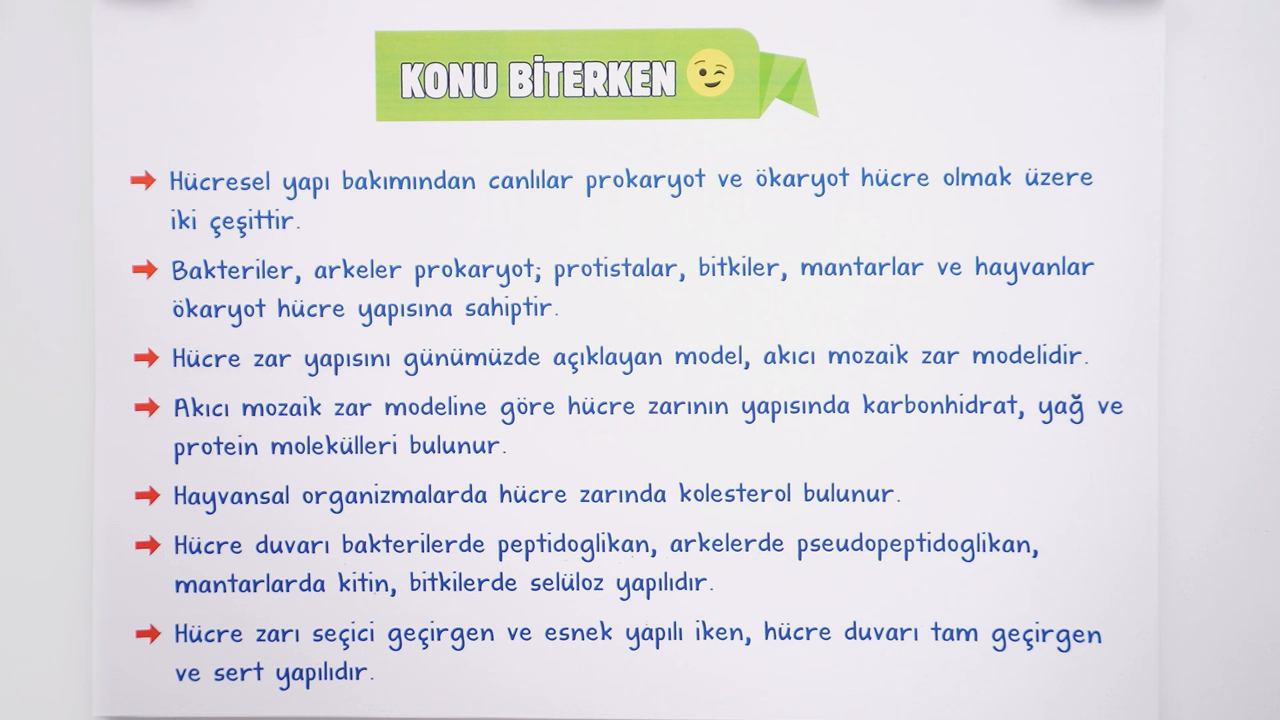 KONU BİTERKEN
Hücresel yapı bakımından canlılar prokaryot ve ökaryot hücre olmak üzere
iki çeşittir.
Bakteriler, arkeler prokaryot; protistalar, bitkiler, mantarlar ve hayvanlar
ökaryot hücre yapısına sahiptir.
Hücre zar yapısını günümüzde açıklayan model, akıcı mozaik zar modelidir.
Akıcı mozaik zar modeline göre hücre zarının yapısında karbonhidrat, yağ ve
protein molekülleri bulunur.
Hayvansal organizmalarda hücre zarında kolesterol bulunur.
Hücre duvarı bakterilerde peptidoglikan, arkelerde pseudopeptidoglikan,
mantarlarda kitin, bitkilerde selüloz yapılıdır.
Hücre zarı seçici geçirgen ve esnek yapılı iken, hücre duvarı tam geçirgen
ve sert yapılıdır.